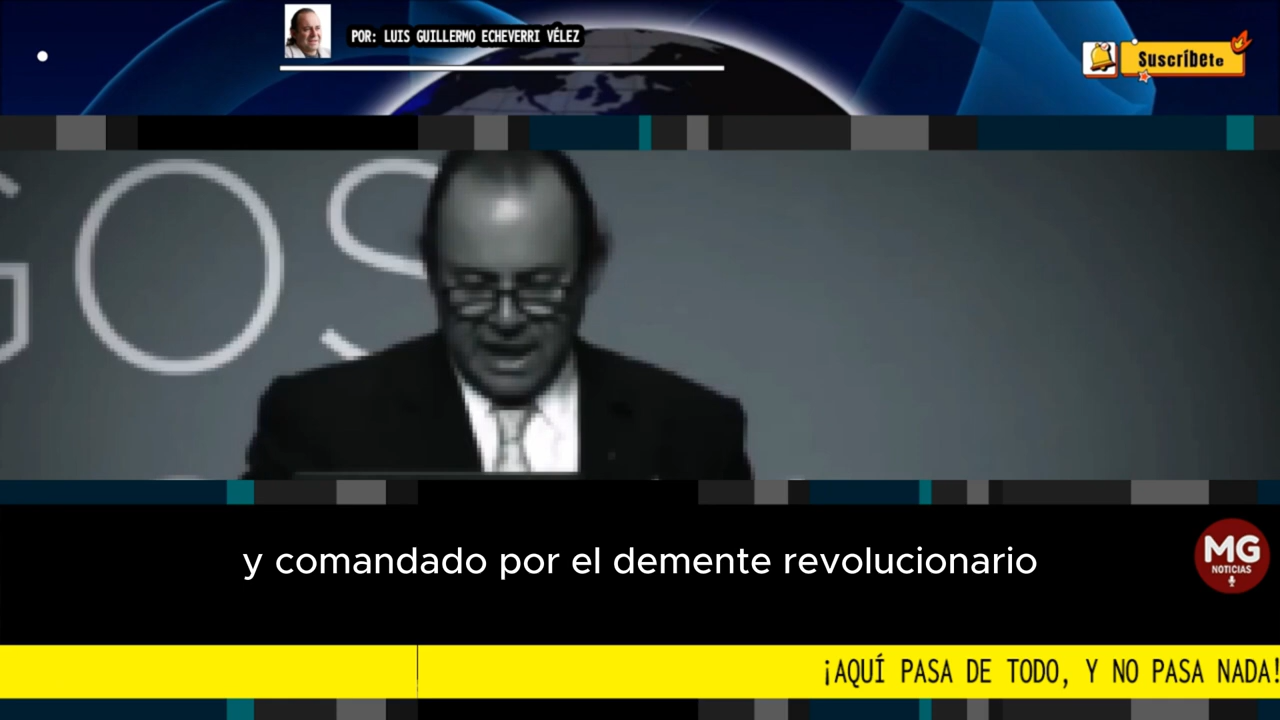 POR: LUIS GUILLERMO ECHEVERRI VÉLEZ
Suscríbete
GOS
y comandado por el demente revolucionario
MG
NOTICIAS
¡AQUÍ PASA DE TODO, Y NO PASA NADA!